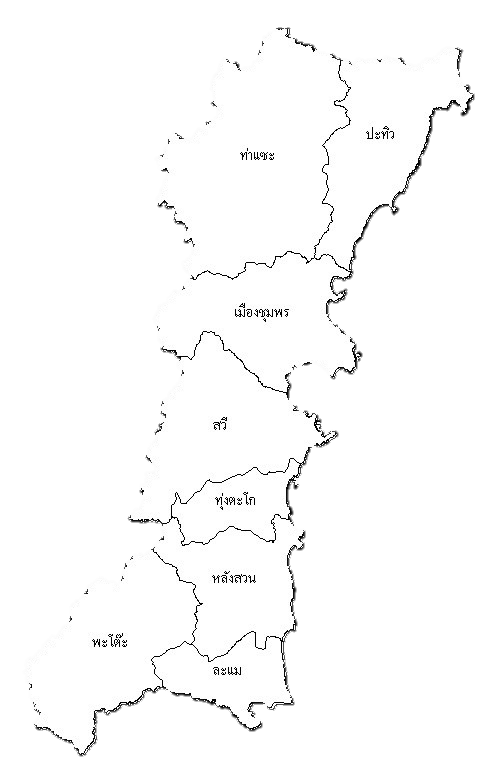 ปะทิว
ท่าแซะ
เมืองชุมพร
สวี
ทุ่งตะโก
หลังสวน
พะโต๊ะ
ละแม